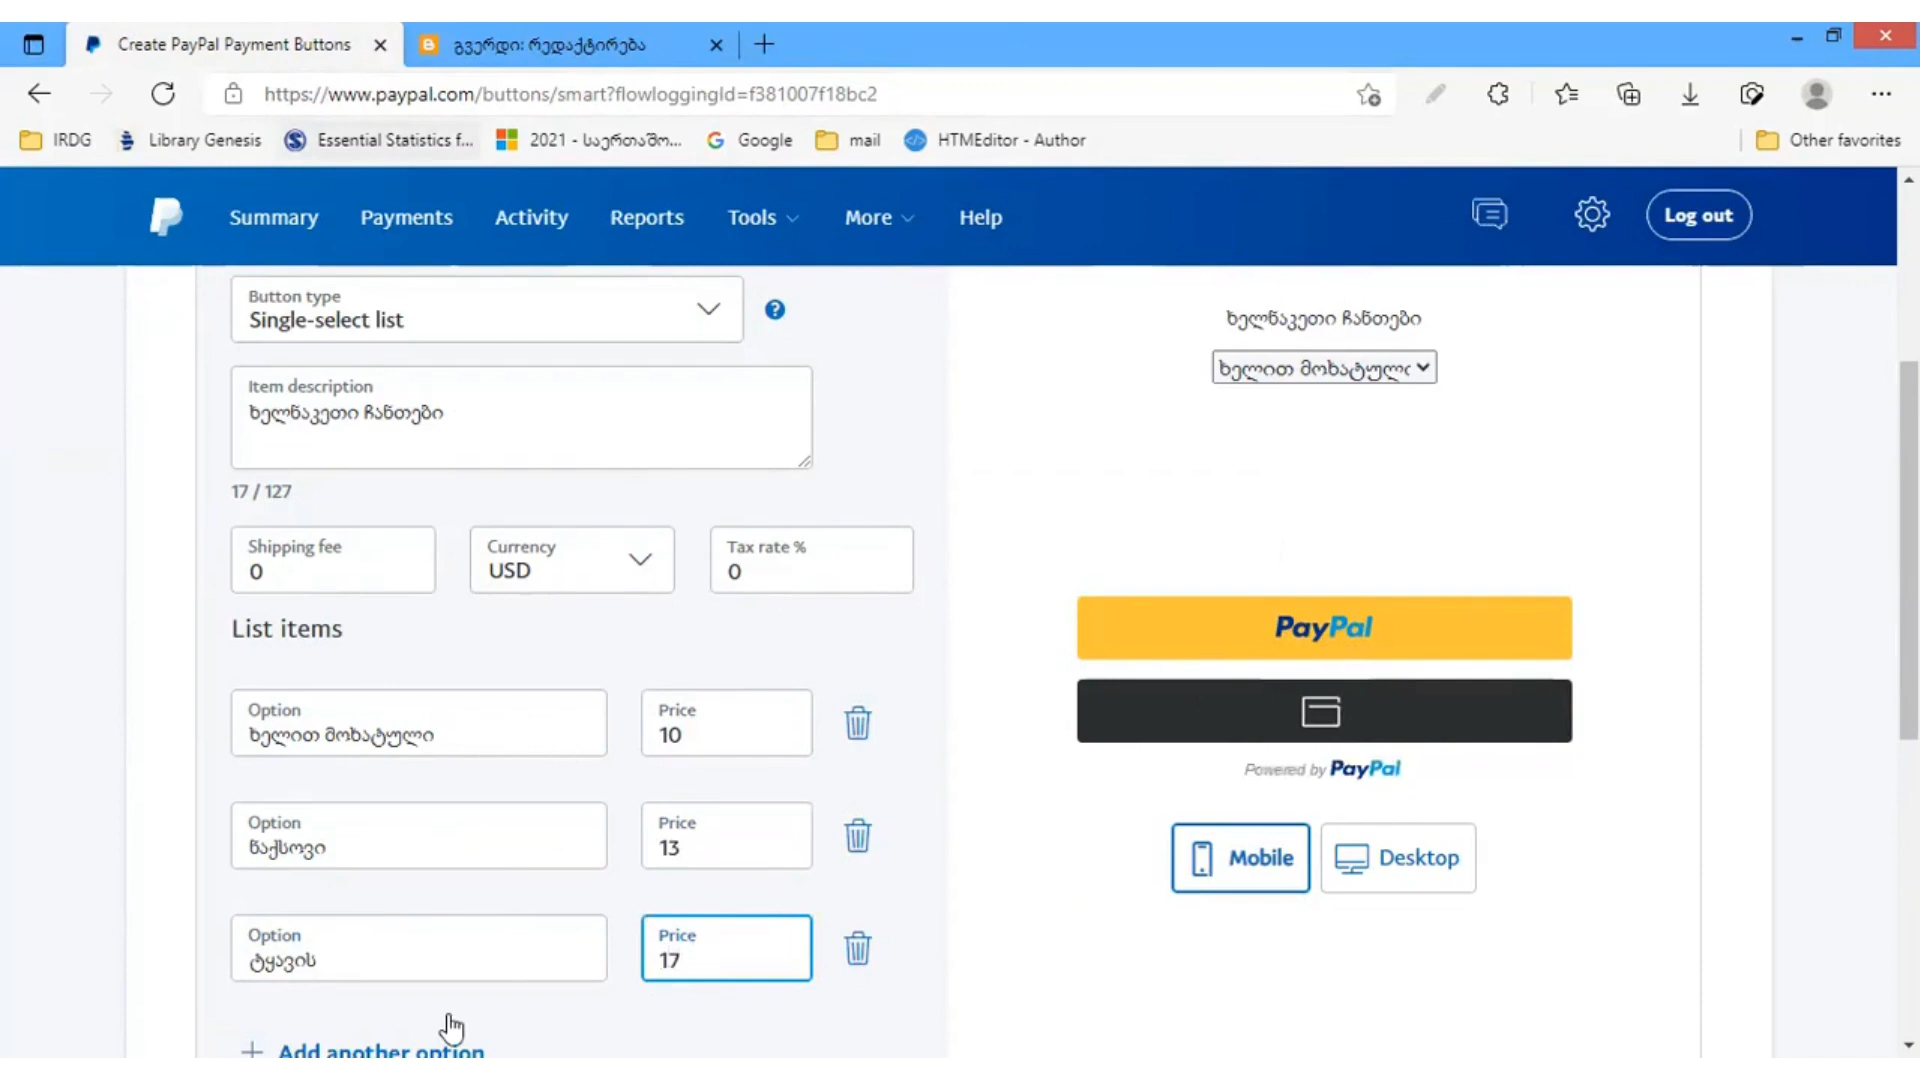 Create PayPal Payment Buttons
გვერდი: რედაქტირება
https://www.paypal.com/buttons/smart?flowloggingId=f381007f18bc2
IRDG
Library Genesis
Essential Statistics f...
2021 - საერთაშო...
Google
mail
HTMEditor - Author
Other favorites
Summary
Payments
Activity
Reports
Tools
More
Help
Log out
Button type
Single-select list
Item description
ხელნაკეთი ჩანთები
17 / 127
Shipping fee
0
Currency
USD
Tax rate %
0
List items
Option
ხელით მოხატული
Price
10
Option
ნაქსოვი
Price
13
Option
ტყავის
Price
17
Add another option
ხელნაკეთი ჩანთები
ხელით მოხატულ
PayPal
Powered by PayPal
Mobile
Desktop